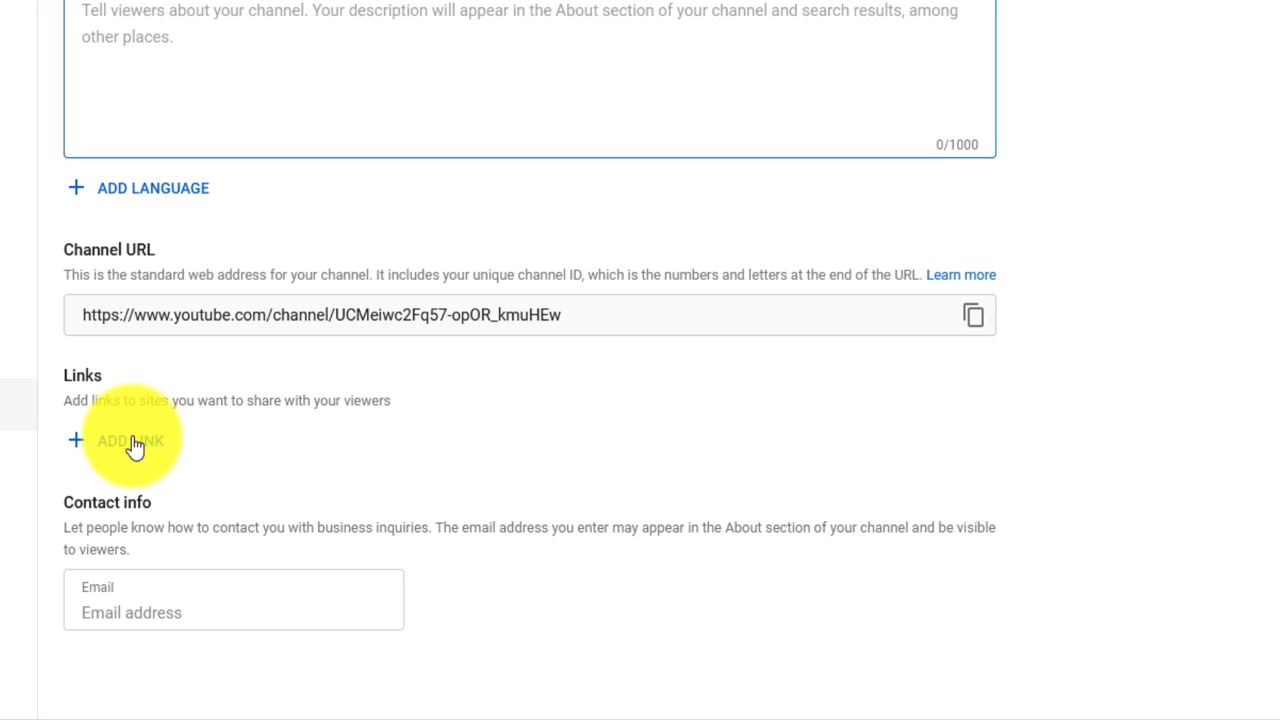 Tell viewers about your channel. Your description will appear in the About section of your channel and search results, among
other places.
0/1000
ADD LANGUAGE
Channel URL
This is the standard web address for your channel. It includes your unique channel ID, which is the numbers and letters at the end of the URL. Learn more
https://www.youtube.com/channel/UCMeiwc2Fq57-opOR_kmuHEw
Links
Add links to sites you want to share with your viewers
ADD LINK
Contact info
Let people know how to contact you with business inquiries. The email address you enter may appear in the About section of your channel and be visible
to viewers.
Email
Email address